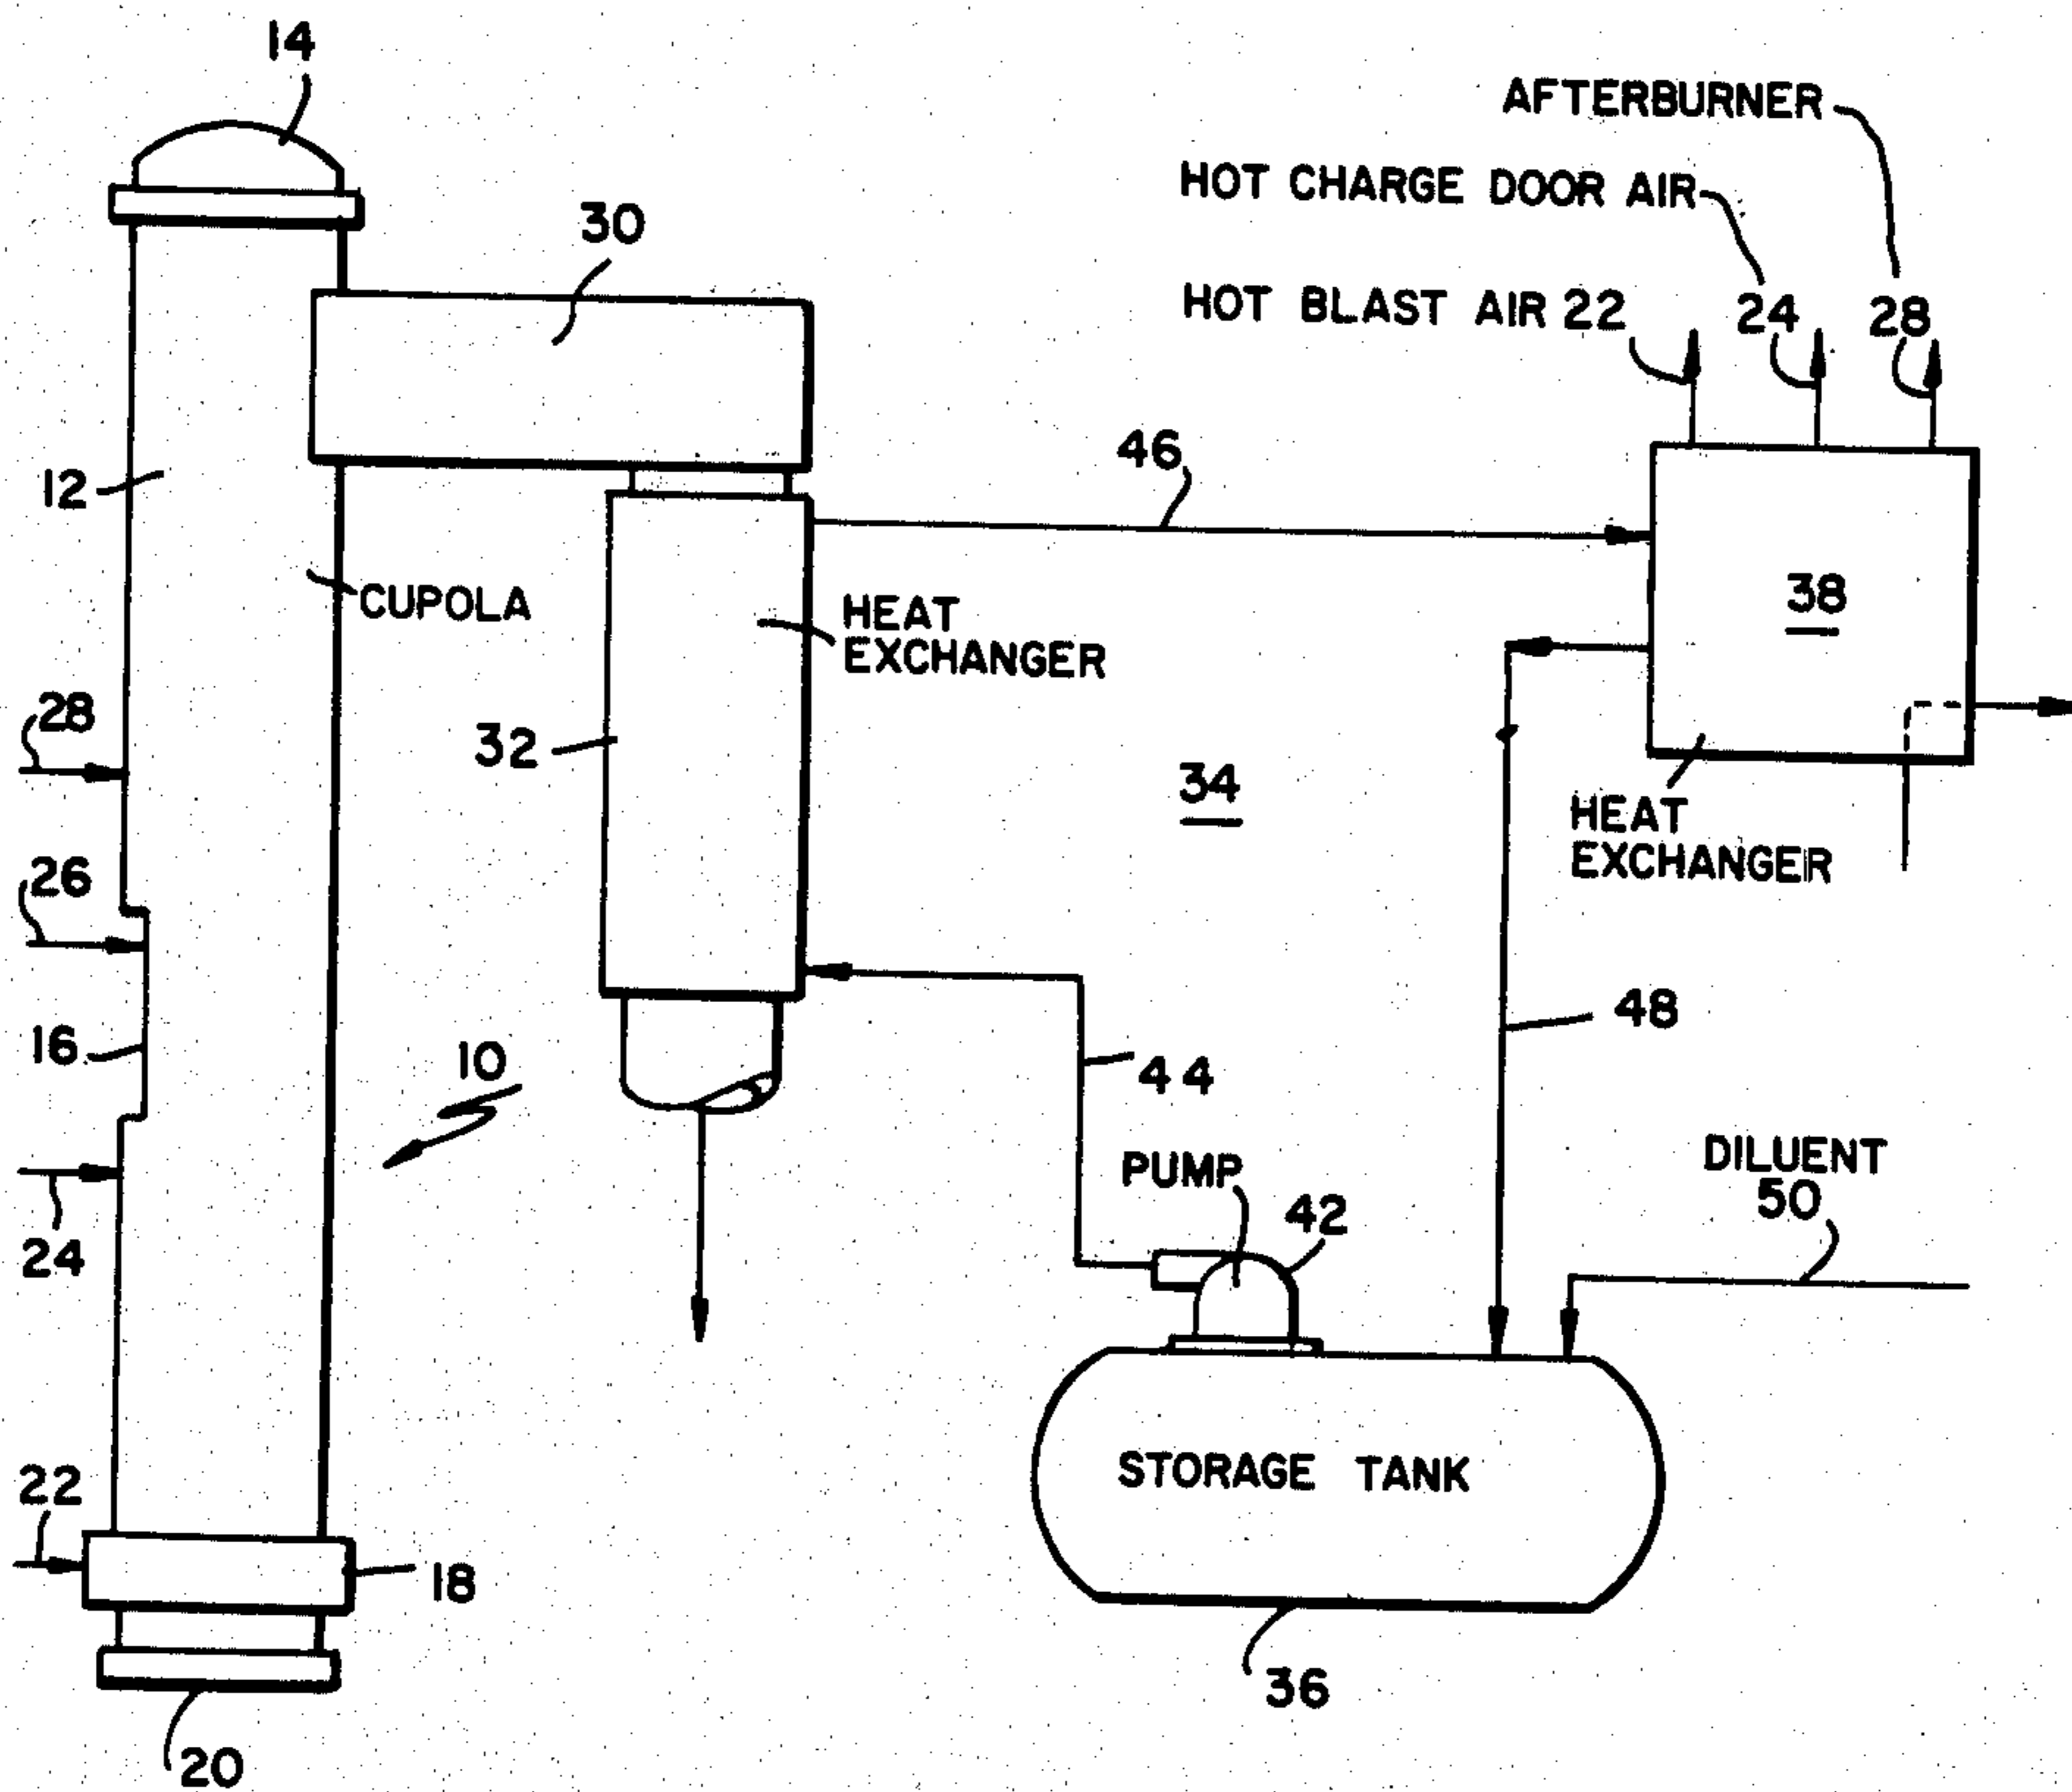 14
AFTERBURNER
HOT CHARGE DOOR AIR
30
HOT BLAST AIR 22
24
28
46
12
38
CUPOLA
HEAT
EXCHANGER
28
32
34
HEAT
EXCHANGER
26
48
16
10
44
DILUENT
50
PUMP
42
24
STORAGE TANK
22
18
36
20